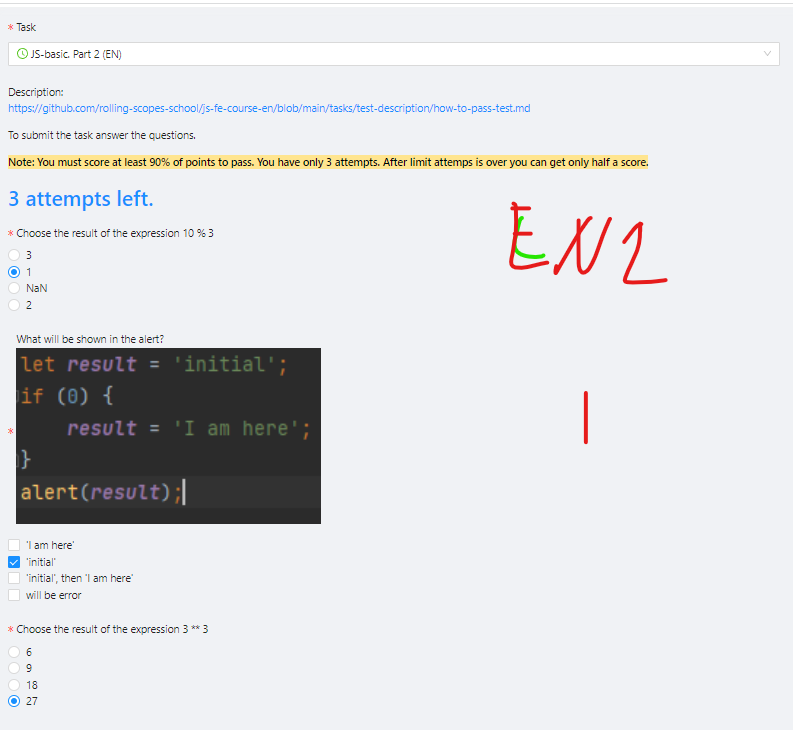 * Task
JS-basic. Part 2 (EN)
Description:
https://github.com/rolling-scopes-school/js-fe-course-en/blob/main/tasks/test-description/how-to-pass-test.md
To submit the task answer the questions.
Note: You must score at least 90% of points to pass. You have only 3 attempts. After limit attemps is over you can get only half a score.
3 attempts left.
EN2
* Choose the result of the expression 10 % 3
3
1
NaN
2
What will be shown in the alert?
let result = 'initial';
if (0) {
result = 'I am here';
}
alert(result);
*
1
'I am here'
'initial'
'initial', then 'I am here'
will be error
* Choose the result of the expression 3 ** 3
6
9
18
27